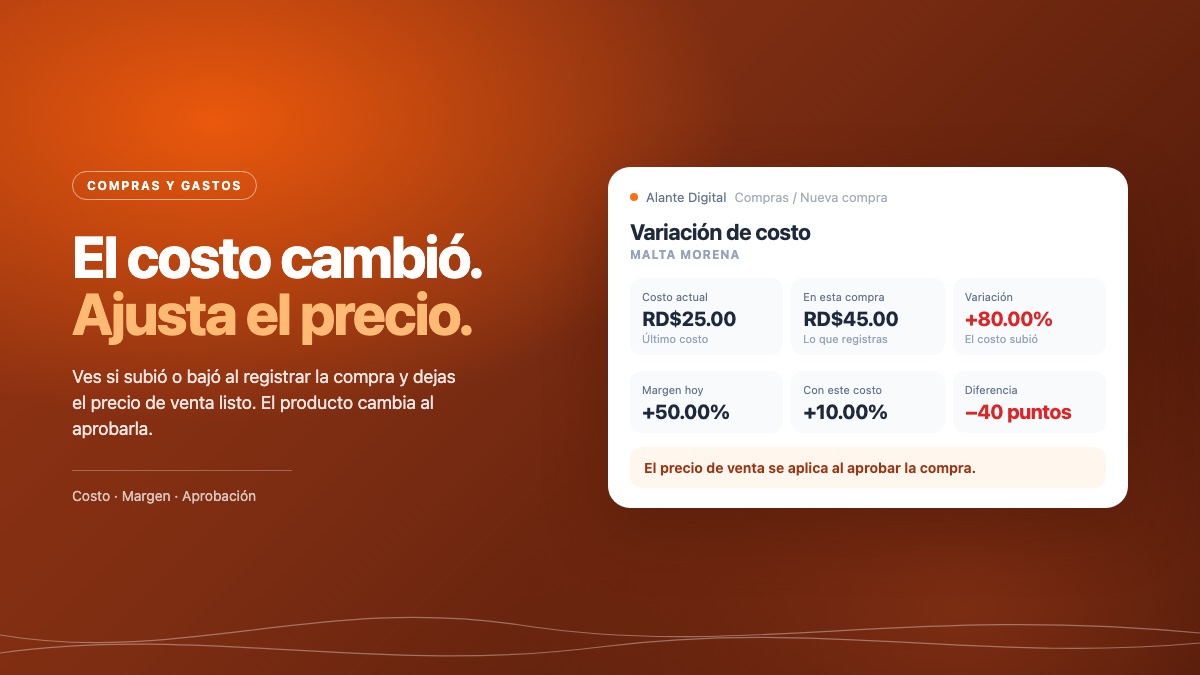 COMPRAS Y GASTOS
El costo cambió.
Ajusta el precio.
Ves si subió o bajó al registrar la compra y dejas
el precio de venta listo. El producto cambia al
aprobarla.
Costo · Margen · Aprobación
Alante Digital Compras / Nueva compra
Variación de costo
MALTA MORENA
Costo actual
RD$25.00
Último costo
En esta compra
RD$45.00
Lo que registras
Variación
+80.00%
El costo subió
Margen hoy
+50.00%
Con este costo
+10.00%
Diferencia
−40 puntos
El precio de venta se aplica al aprobar la compra.